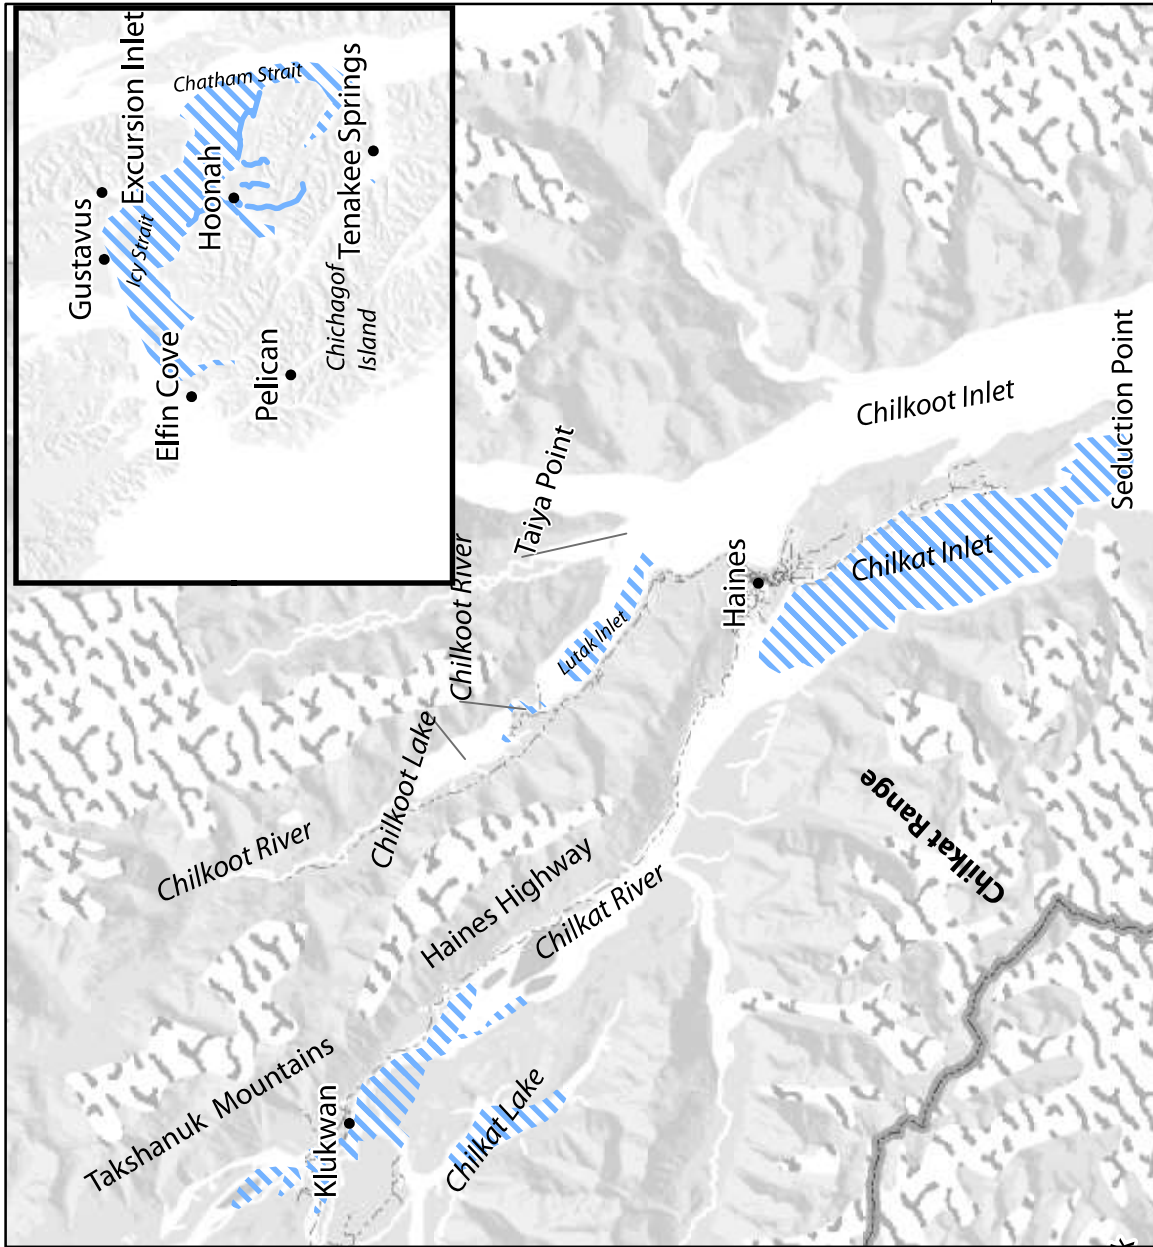 Chatham Strait
Excursion Inlet
Gustavus
Icy Strait
Hoonah
Tenakee Springs
Chichagof
Island
Elfin Cove
Pelican
Chilkoot Inlet
Seduction Point
Taiya Point
Chilkoot River
Lutak Inlet
Haines
Chilkat Inlet
Chilkoot Lake
Chilkoot River
Haines Highway
Chilkat River
Chilkat Range
Takshanuk Mountains
Klukwan
Chilkat Lake